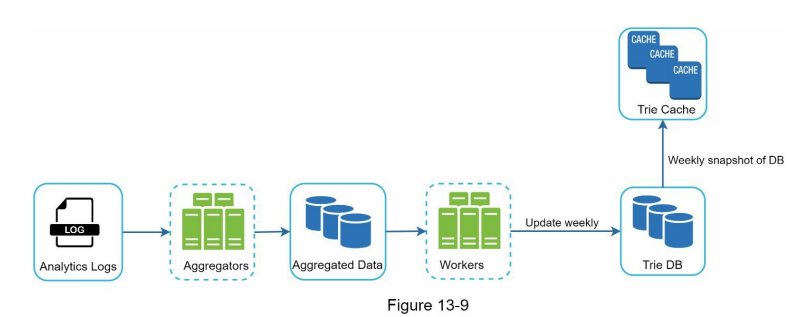 CACHE
CACHE
CACHE
Trie Cache
Weekly snapshot of DB
LOG
Update weekly
Analytics Logs
Aggregators
Aggregated Data
Workers
Trie DB
Figure 13-9